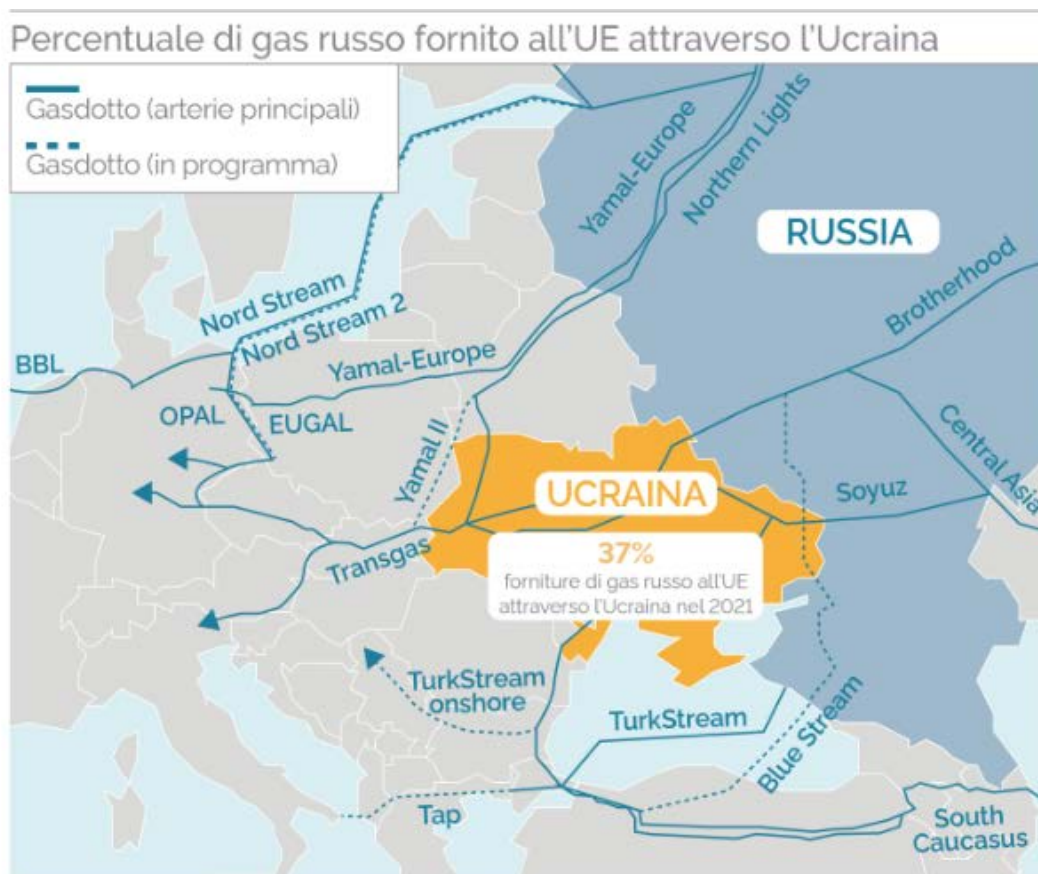 Percentuale di gas russo fornito all'UE attraverso l'Ucraina
Gasdotto (arterie principali)
Gasdotto (in programma)
Yamal-Europe
Northern Lights
RUSSIA
Brotherhood
Nord Stream
Nord Stream 2
BBL
Yamal-Europe
OPAL
EUGAL
Yamal II
Central Asia
UCRAINA
Soyuz
37%
forniture di gas russo all'UE
attraverso l'Ucraina nel 2021
Transgas
TurkStream
onshore
TurkStream
Blue Stream
Tap
South
Caucasus